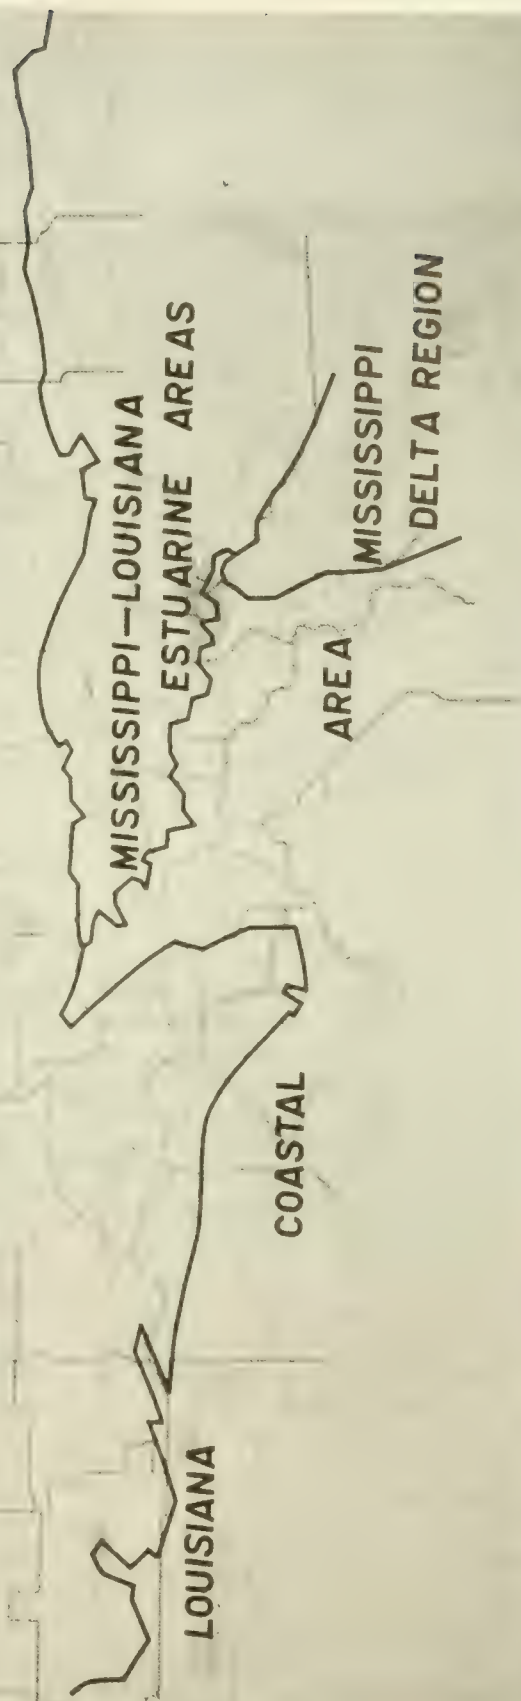 MISSISSIPPI—LOUISIANA
ESTUARINE AREAS
MISSISSIPPI
DELTA REGION
LOUISIANA
COASTAL
AREA